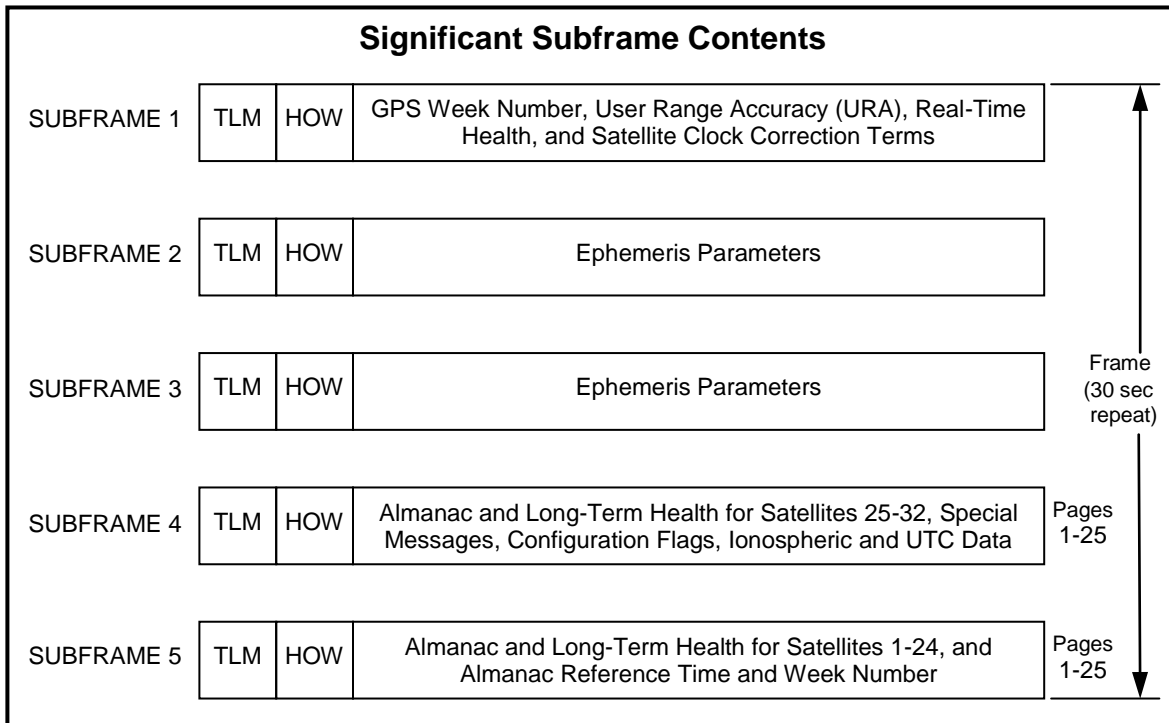 Significant Subframe Contents
SUBFRAME 1
TLM
HOW
GPS Week Number, User Range Accuracy (URA), Real-Time
Health, and Satellite Clock Correction Terms
SUBFRAME 2
TLM
HOW
Ephemeris Parameters
SUBFRAME 3
TLM
HOW
Ephemeris Parameters
Frame
(30 sec
repeat)
SUBFRAME 4
TLM
HOW
Almanac and Long-Term Health for Satellites 25-32, Special
Messages, Configuration Flags, Ionospheric and UTC Data
Pages
1-25
SUBFRAME 5
TLM
HOW
Almanac and Long-Term Health for Satellites 1-24, and
Almanac Reference Time and Week Number
Pages
1-25